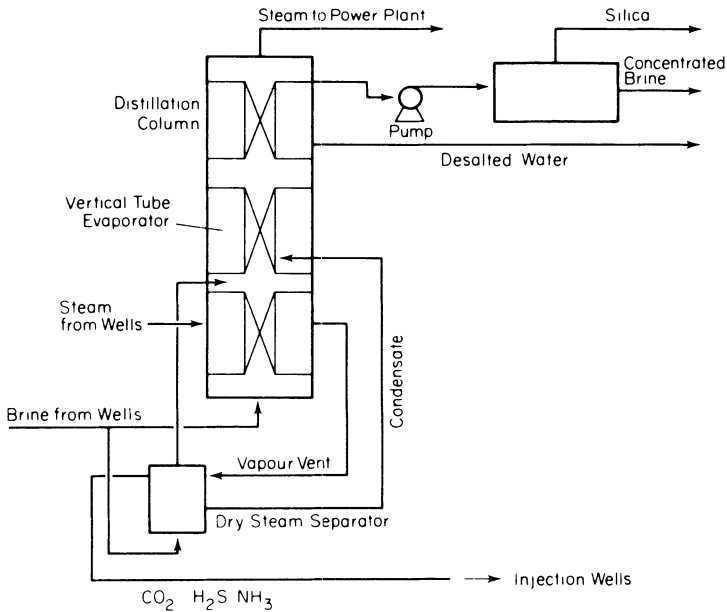 Steam to Power Plant
Silica
Concentrated
Brine
Distillation
Column
Pump
Desalted Water
Vertical Tube
Evaporator
Steam
from Wells
Condensate
Brine from Wells
Vapour Vent
Dry Steam Separator
Injection Wells
CO2 H2S NH3